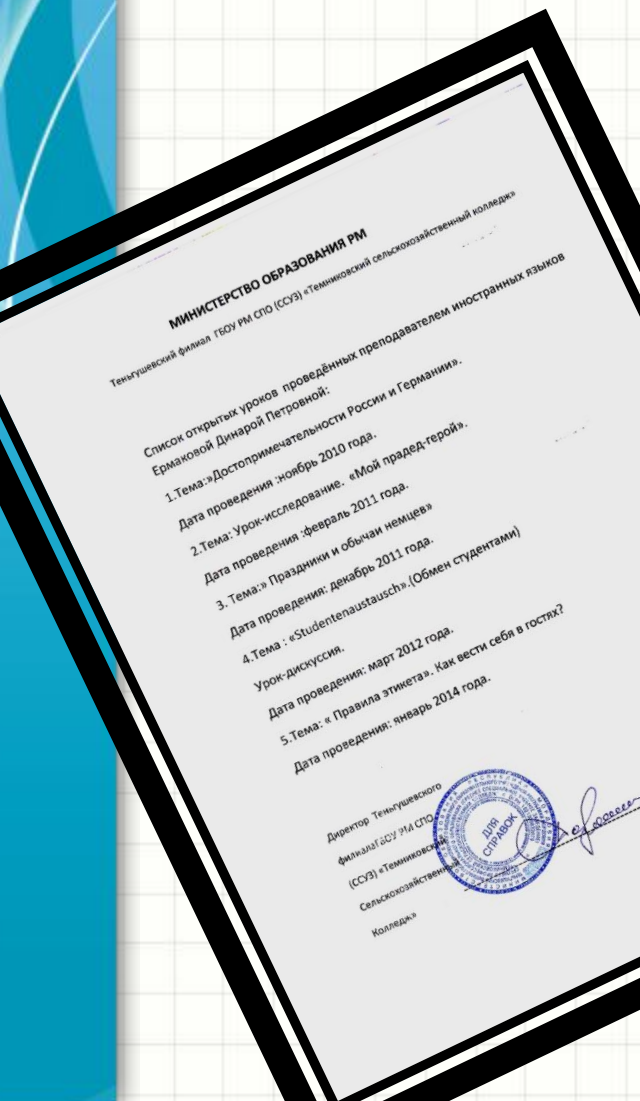 МИНИСТЕРСТВО ОБРАЗОВАНИЯ РМ
Теньгушевский филиал ГБОУ РМ СПО (ССУЗ) «Темниковский сельскохозяйственный колледж»
Список открытых уроков проведённых преподавателем иностранных языков
Ермаковой Динарой Петровной:
1.Тема:»Достопримечательности России и Германии».
Дата проведения :ноябрь 2010 года.
2.Тема: Урок-исследование. «Мой прадед-герой».
Дата проведения :февраль 2011 года.
3. Тема:» Праздники и обычаи немцев»
Дата проведения: декабрь 2011 года.
4.Тема : «Studentenaustausch».(Обмен студентами)
Урок-дискуссия.
Дата проведения: март 2012 года.
5.Тема: « Правила этикета». Как вести себя в гостях?
Дата проведения: январь 2014 года.
Директор Теньгушевского
филиалаГБОУ РМ СПО
(ССУЗ) «Темниковский
Сельскохозяйственный
Колледж»
ДЛЯ
СПРАВОК